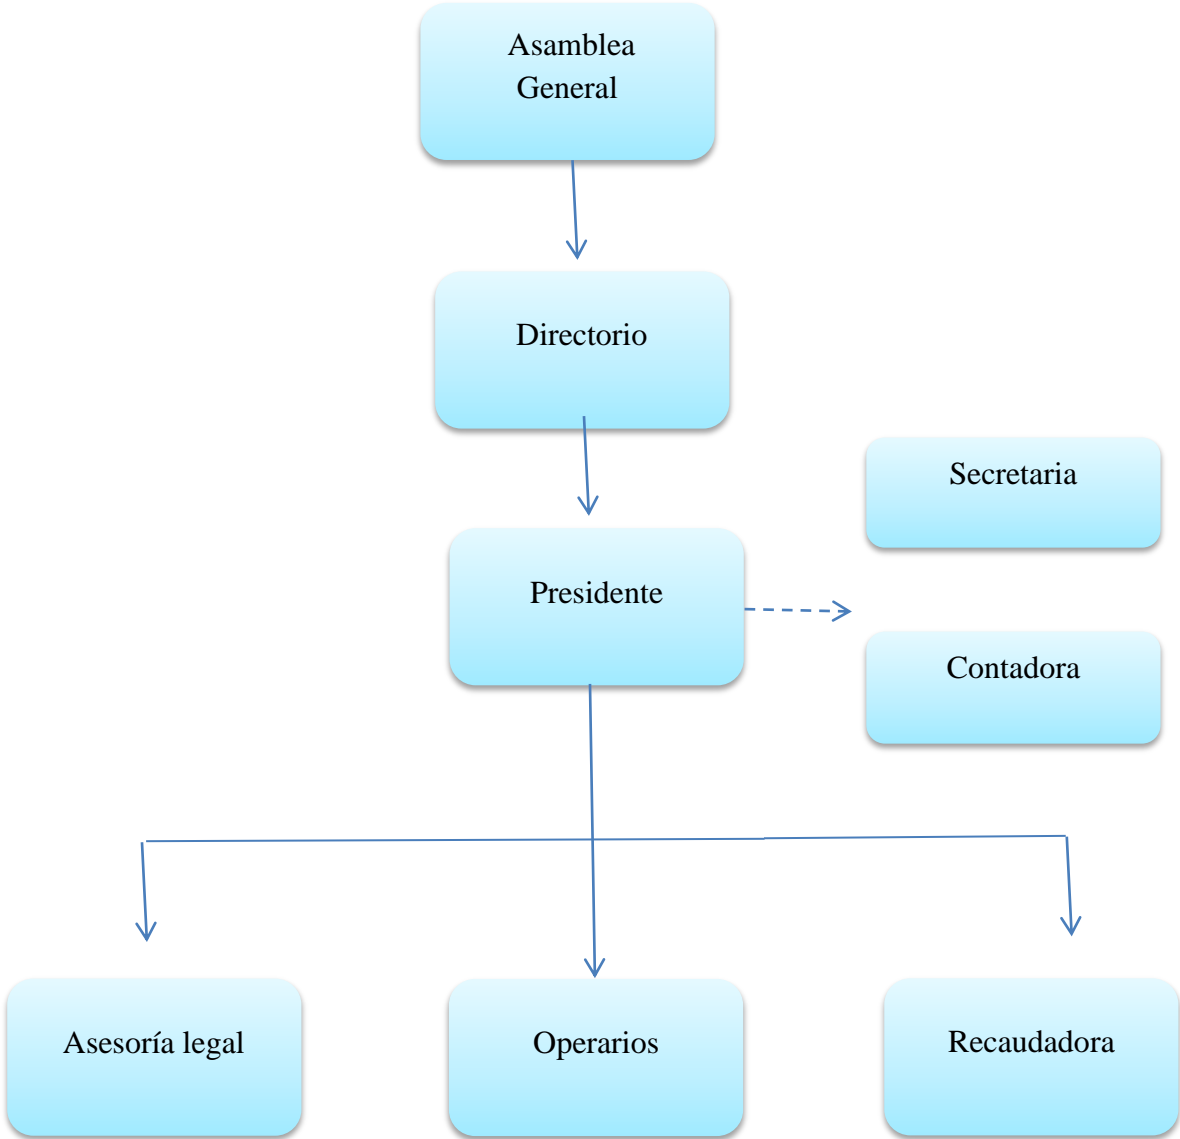 Asamblea
General
Directorio
Secretaria
Presidente
Contadora
Asesoría legal
Operarios
Recaudadora